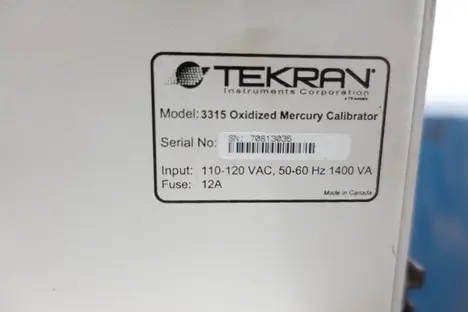 TEKRAN
Instruments Corporation
Model: 3315 Oxidized Mercury Calibrator
Serial No: SN: 70813035
Input: 110-120 VAC, 50-60 Hz 1400 VA
Fuse: 12A
Made in Canada